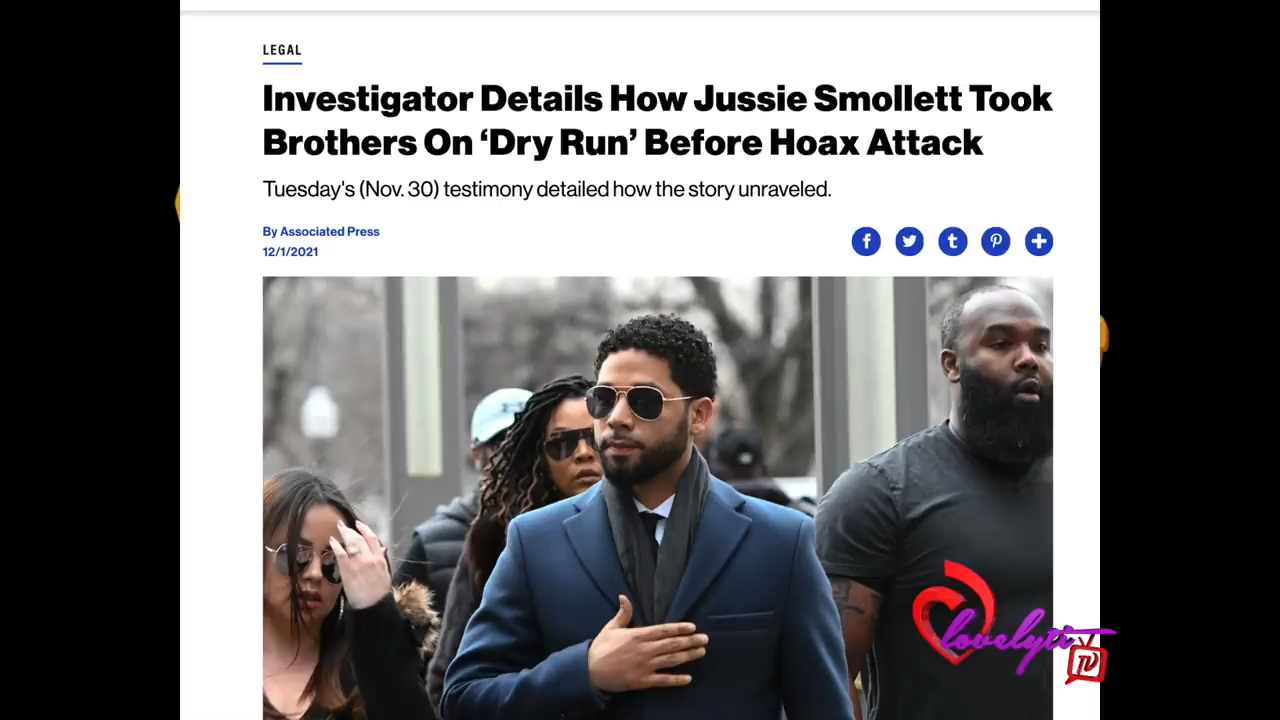 LEGAL
Investigator Details How Jussie Smollett Took
Brothers On ‘Dry Run’ Before Hoax Attack
Tuesday's (Nov. 30) testimony detailed how the story unraveled.
By Associated Press
12/1/2021
lovelyti
TV